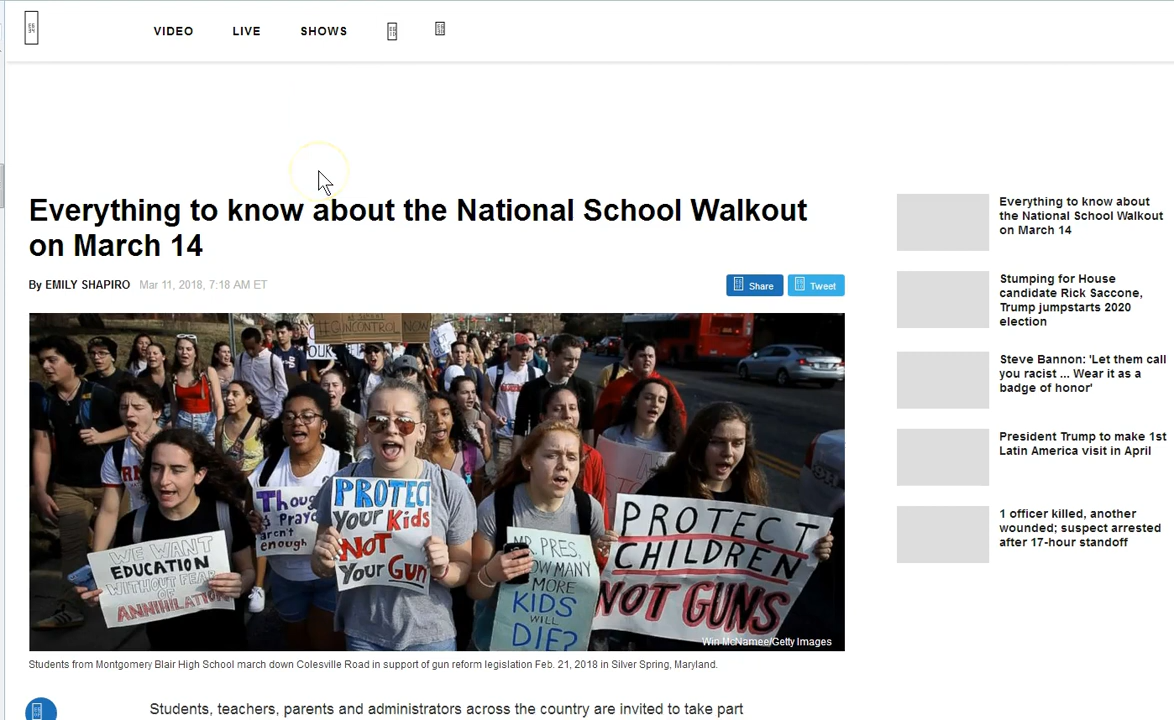 VIDEO LIVE SHOWS
Everything to know about the National School Walkout
on March 14
By EMILY SHAPIRO Mar 11, 2018, 7:18 AM ET
Share Tweet
#GUNCONTROLNOW
OUR
WE WANT
EDUCATION
WITHOUT FEAR
OF
ANNIHILATION
Thoug
Praye
aren't
enough
PROTECT
Your Kids
NOT
Your Gun
MR. PRES,
HOW MANY
MORE
KIDS
WILL
DIE?
PROTECT
CHILDREN
NOT GUNS
Win McNamee/Getty Images
Students from Montgomery Blair High School march down Colesville Road in support of gun reform legislation Feb. 21, 2018 in Silver Spring, Maryland.
Students, teachers, parents and administrators across the country are invited to take part
Everything to know about
the National School Walkout
on March 14
Stumping for House
candidate Rick Saccone,
Trump jumpstarts 2020
election
Steve Bannon: 'Let them call
you racist ... Wear it as a
badge of honor'
President Trump to make 1st
Latin America visit in April
1 officer killed, another
wounded; suspect arrested
after 17-hour standoff